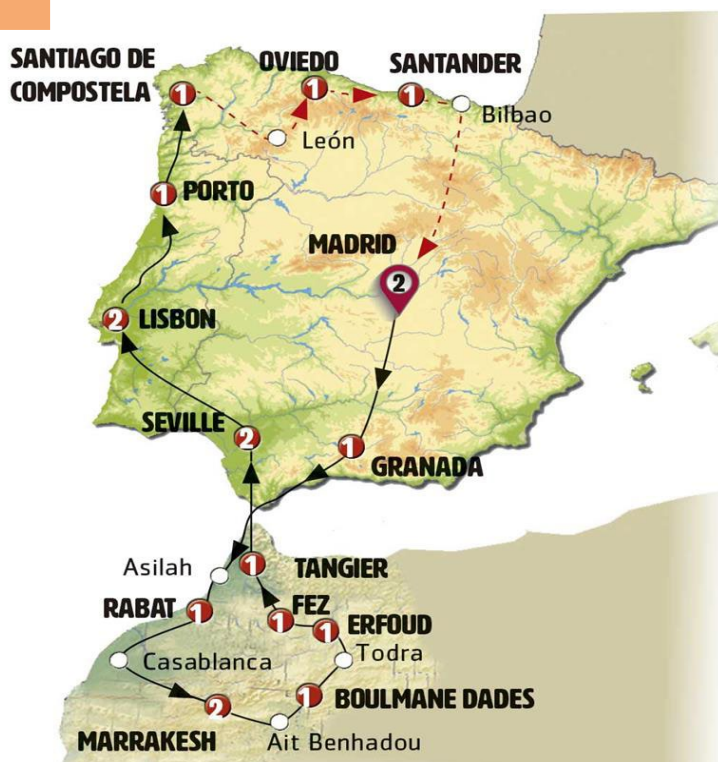 SANTIAGO DE
COMPOSTELA
1
OVIEDO
1
SANTANDER
1
Bilbao
León
1
PORTO
MADRID
2
2
LISBON
SEVILLE
2
1
GRANADA
Asilah
1
TANGIER
RABAT
1
FEZ
1
1
ERFOUD
Casablanca
Todra
2
1
BOULMANE DADES
MARRAKESH
Ait Benhadou